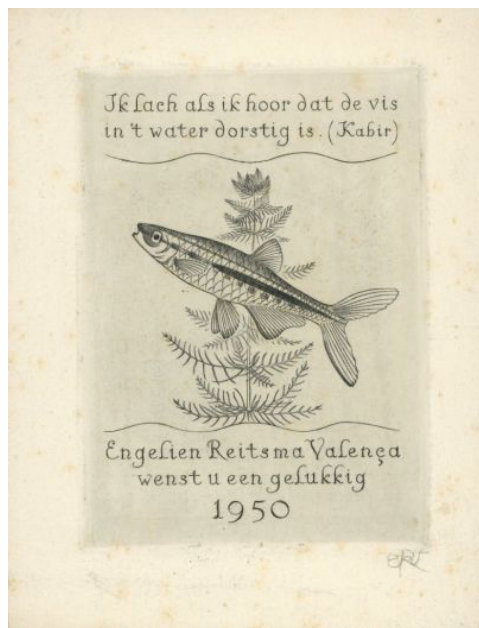 Ik lach als ik hoor dat de vis
in 't water dorstig is. (Kabir)
Engelien Reitsma Valença
wenst u een gelukkig
1950